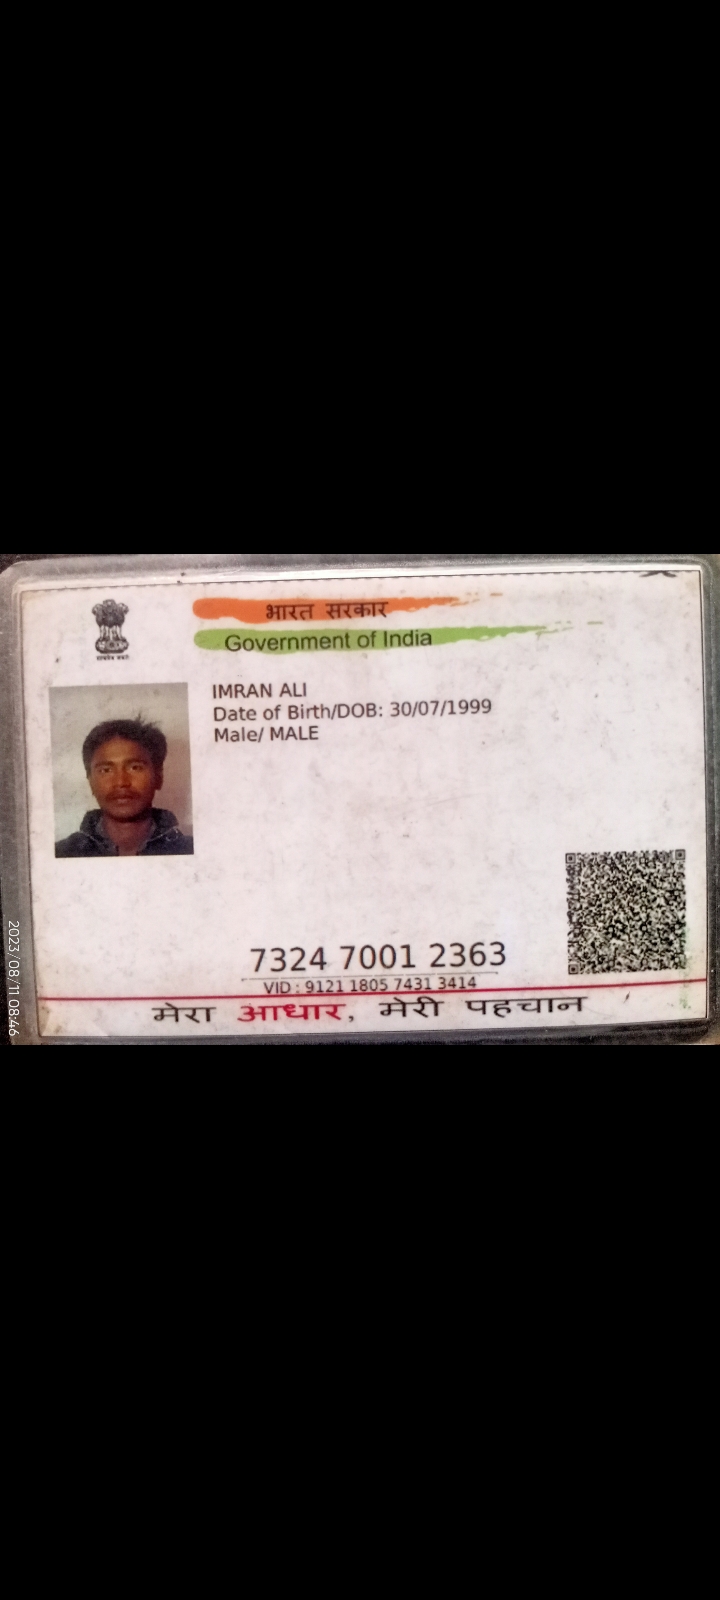 भारत सरकार
Government of India
IMRAN ALI
Date of Birth/DOB: 30/07/1999
Male/ MALE
7324 7001 2363
VID : 9121 1805 7431 3414
मेरा आधार, मेरी पहचान
2023/08/11 08:46